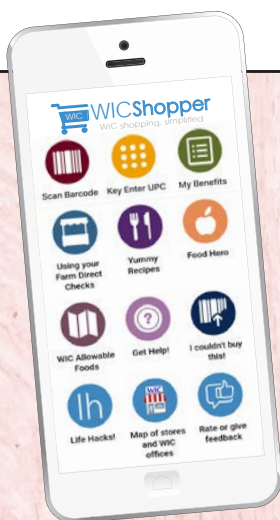 WIC
WICShopper
WIC shopping, simplified
Scan Barcode
Key Enter UPC
My Benefits
Using your
Farm Direct
Checks
Yummy
Recipes
Food Hero
WIC Allowable
Foods
?
Get Help!
I couldn't buy
this!
lh
Life Hacks!
WIC
Map of stores
and WIC
offices
Rate or give
feedback